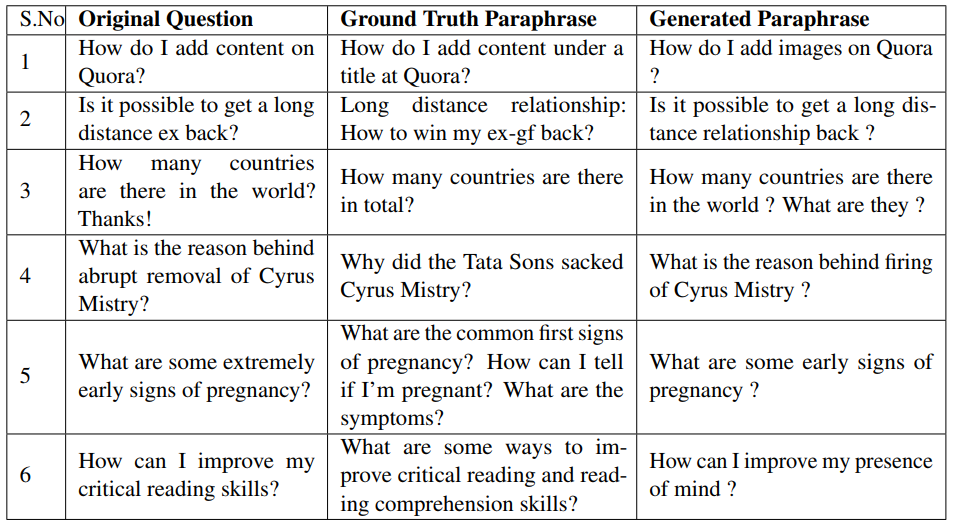 S.No Original Question Ground Truth Paraphrase Generated Paraphrase
1
How do I add content on
Quora?
How do I add content under a
title at Quora?
How do I add images on Quora
?
2
Is it possible to get a long
distance ex back?
Long distance relationship:
How to win my ex-gf back?
Is it possible to get a long dis-
tance relationship back ?
3
How many countries
are there in the world?
Thanks!
How many countries are there
in total?
How many countries are there
in the world ? What are they ?
4
What is the reason behind
abrupt removal of Cyrus
Mistry?
Why did the Tata Sons sacked
Cyrus Mistry?
What is the reason behind firing
of Cyrus Mistry ?
5
What are some extremely
early signs of pregnancy?
What are the common first signs
of pregnancy? How can I tell
if I'm pregnant? What are the
symptoms?
What are some early signs of
pregnancy ?
6
How can I improve my
critical reading skills?
What are some ways to im-
prove critical reading and read-
ing comprehension skills?
How can I improve my presence
of mind ?